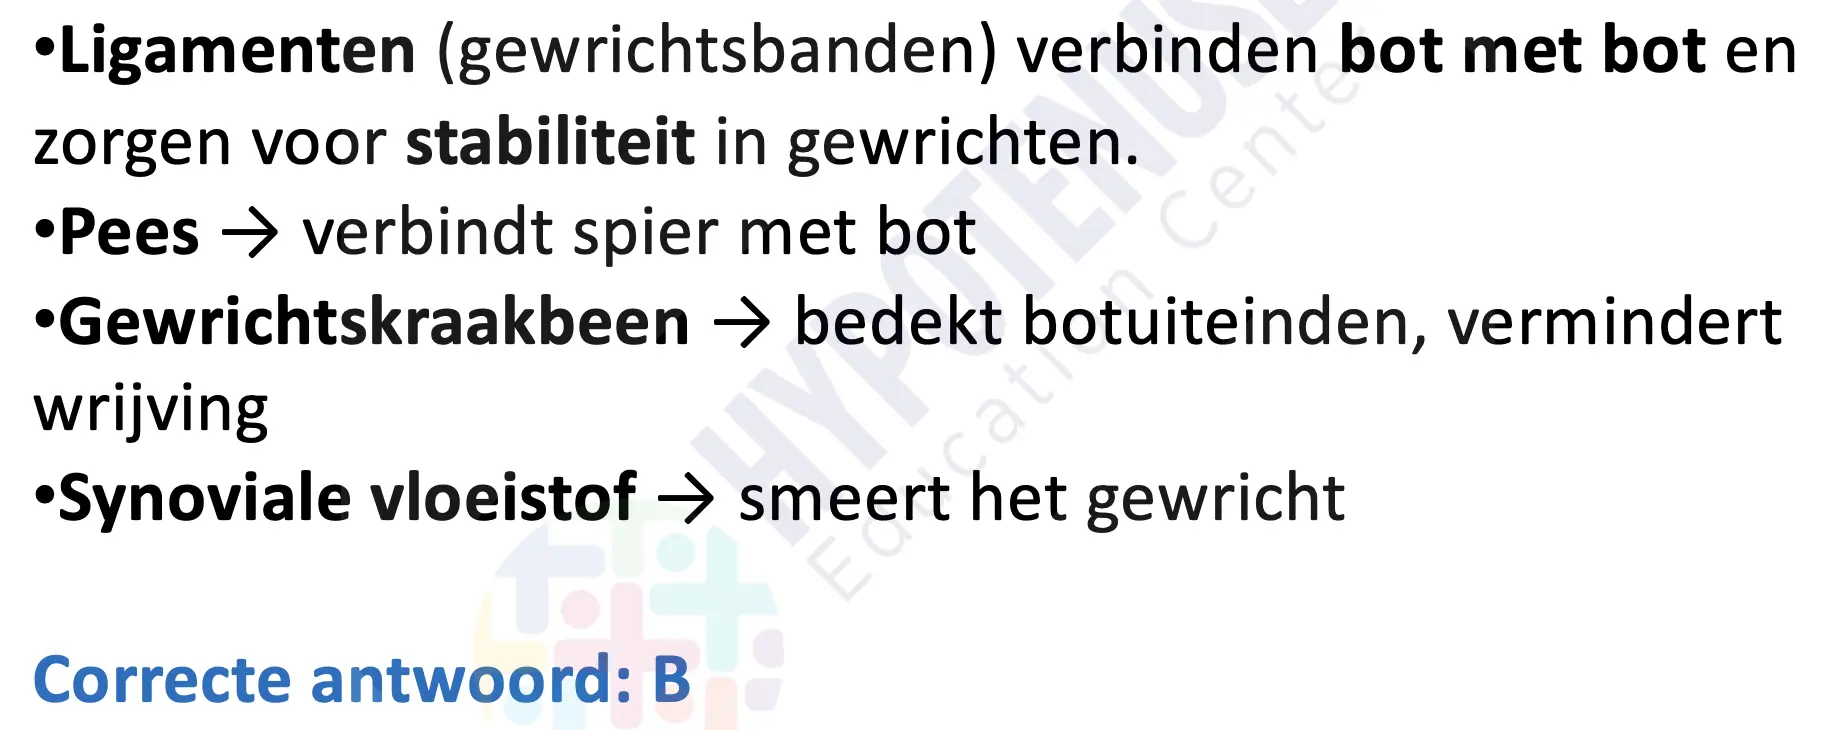 •Ligamenten (gewrichtsbanden) verbinden bot met bot en
zorgen voor stabiliteit in gewrichten.
•Pees → verbindt spier met bot
•Gewrichtskraakbeen → bedekt botuiteinden, vermindert
wrijving
•Synoviale vloeistof → smeert het gewricht
Correcte antwoord: B
HYPOTENUSE
Education Cente